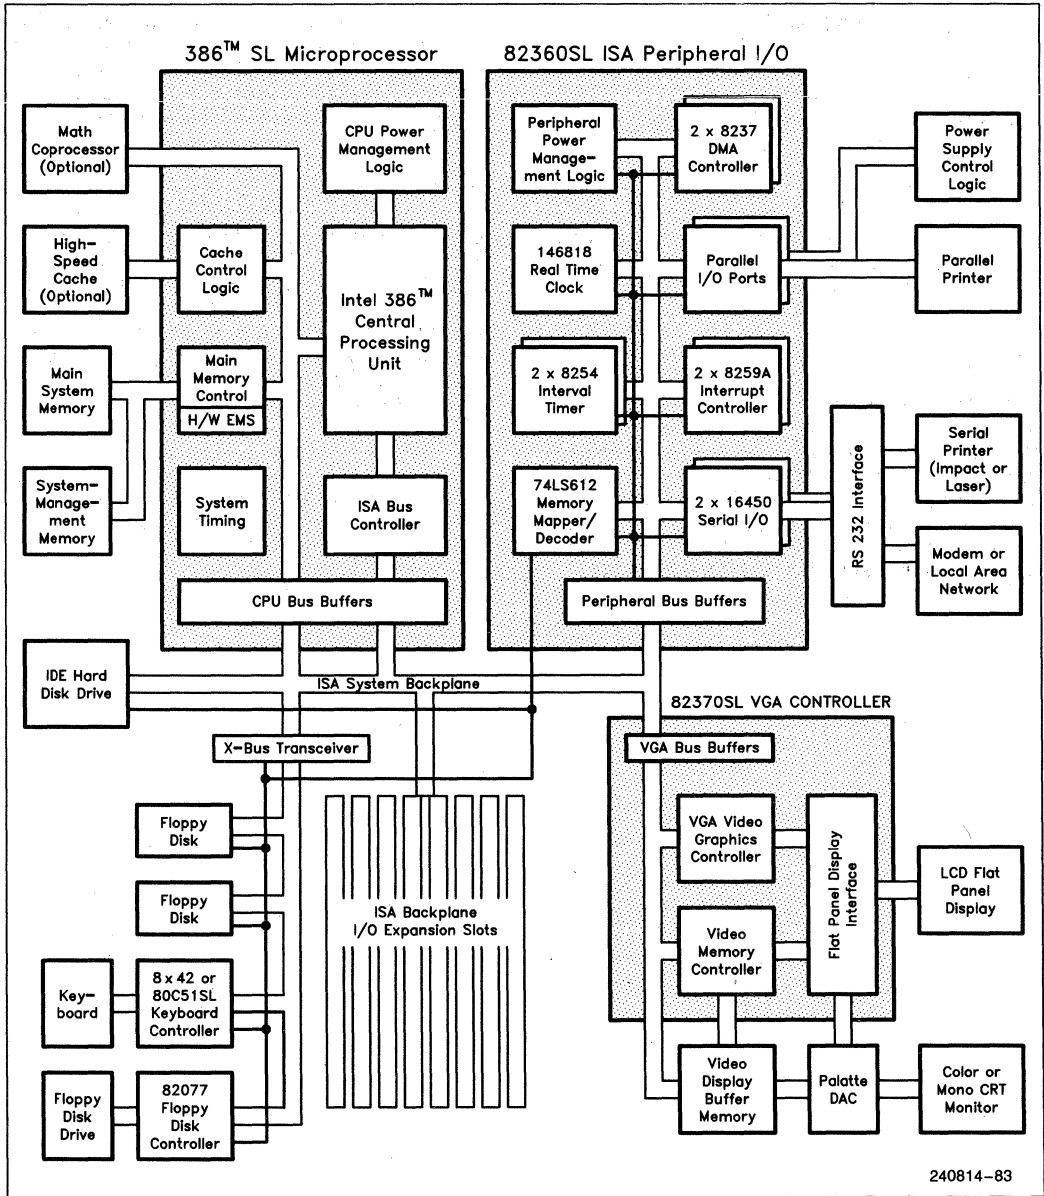 386™ SL Microprocessor
82360SL ISA Peripheral I/O
Math
Coprocessor
(Optional)
CPU Power
Management
Logic
Peripheral
Power
Manage-
ment Logic
2 x 8237
DMA
Controller
Power
Supply
Control
Logic
High-
Speed
Cache
(Optional)
Cache
Control
Logic
Intel 386™
Central
Processing
Unit
146818
Real Time
Clock
Parallel
I/O Ports
Parallel
Printer
Main
System
Memory
Main
Memory
Control
H/W EMS
2 x 8254
Interval
Timer
2 x 8259A
Interrupt
Controller
System-
Manage-
ment
Memory
System
Timing
ISA Bus
Controller
74LS612
Memory
Mapper/
Decoder
2 x 16450
Serial I/O
RS 232 Interface
Serial
Printer
(Impact or
Laser)
Modem or
Local Area
Network
CPU Bus Buffers
Peripheral Bus Buffers
IDE Hard
Disk Drive
ISA System Backplane
82370SL VGA CONTROLLER
X-Bus Transceiver
VGA Bus Buffers
Floppy
Disk
VGA Video
Graphics
Controller
Flat Panel Display
Interface
LCD Flat
Panel
Display
Floppy
Disk
ISA Backplane
I/O Expansion Slots
Video
Memory
Controller
Key-
board
8 x 42 or
80C51SL
Keyboard
Controller
Floppy
Disk
Drive
82077
Floppy
Disk
Controller
Video
Display
Buffer
Memory
Palatte
DAC
Color or
Mono CRT
Monitor
240814-83